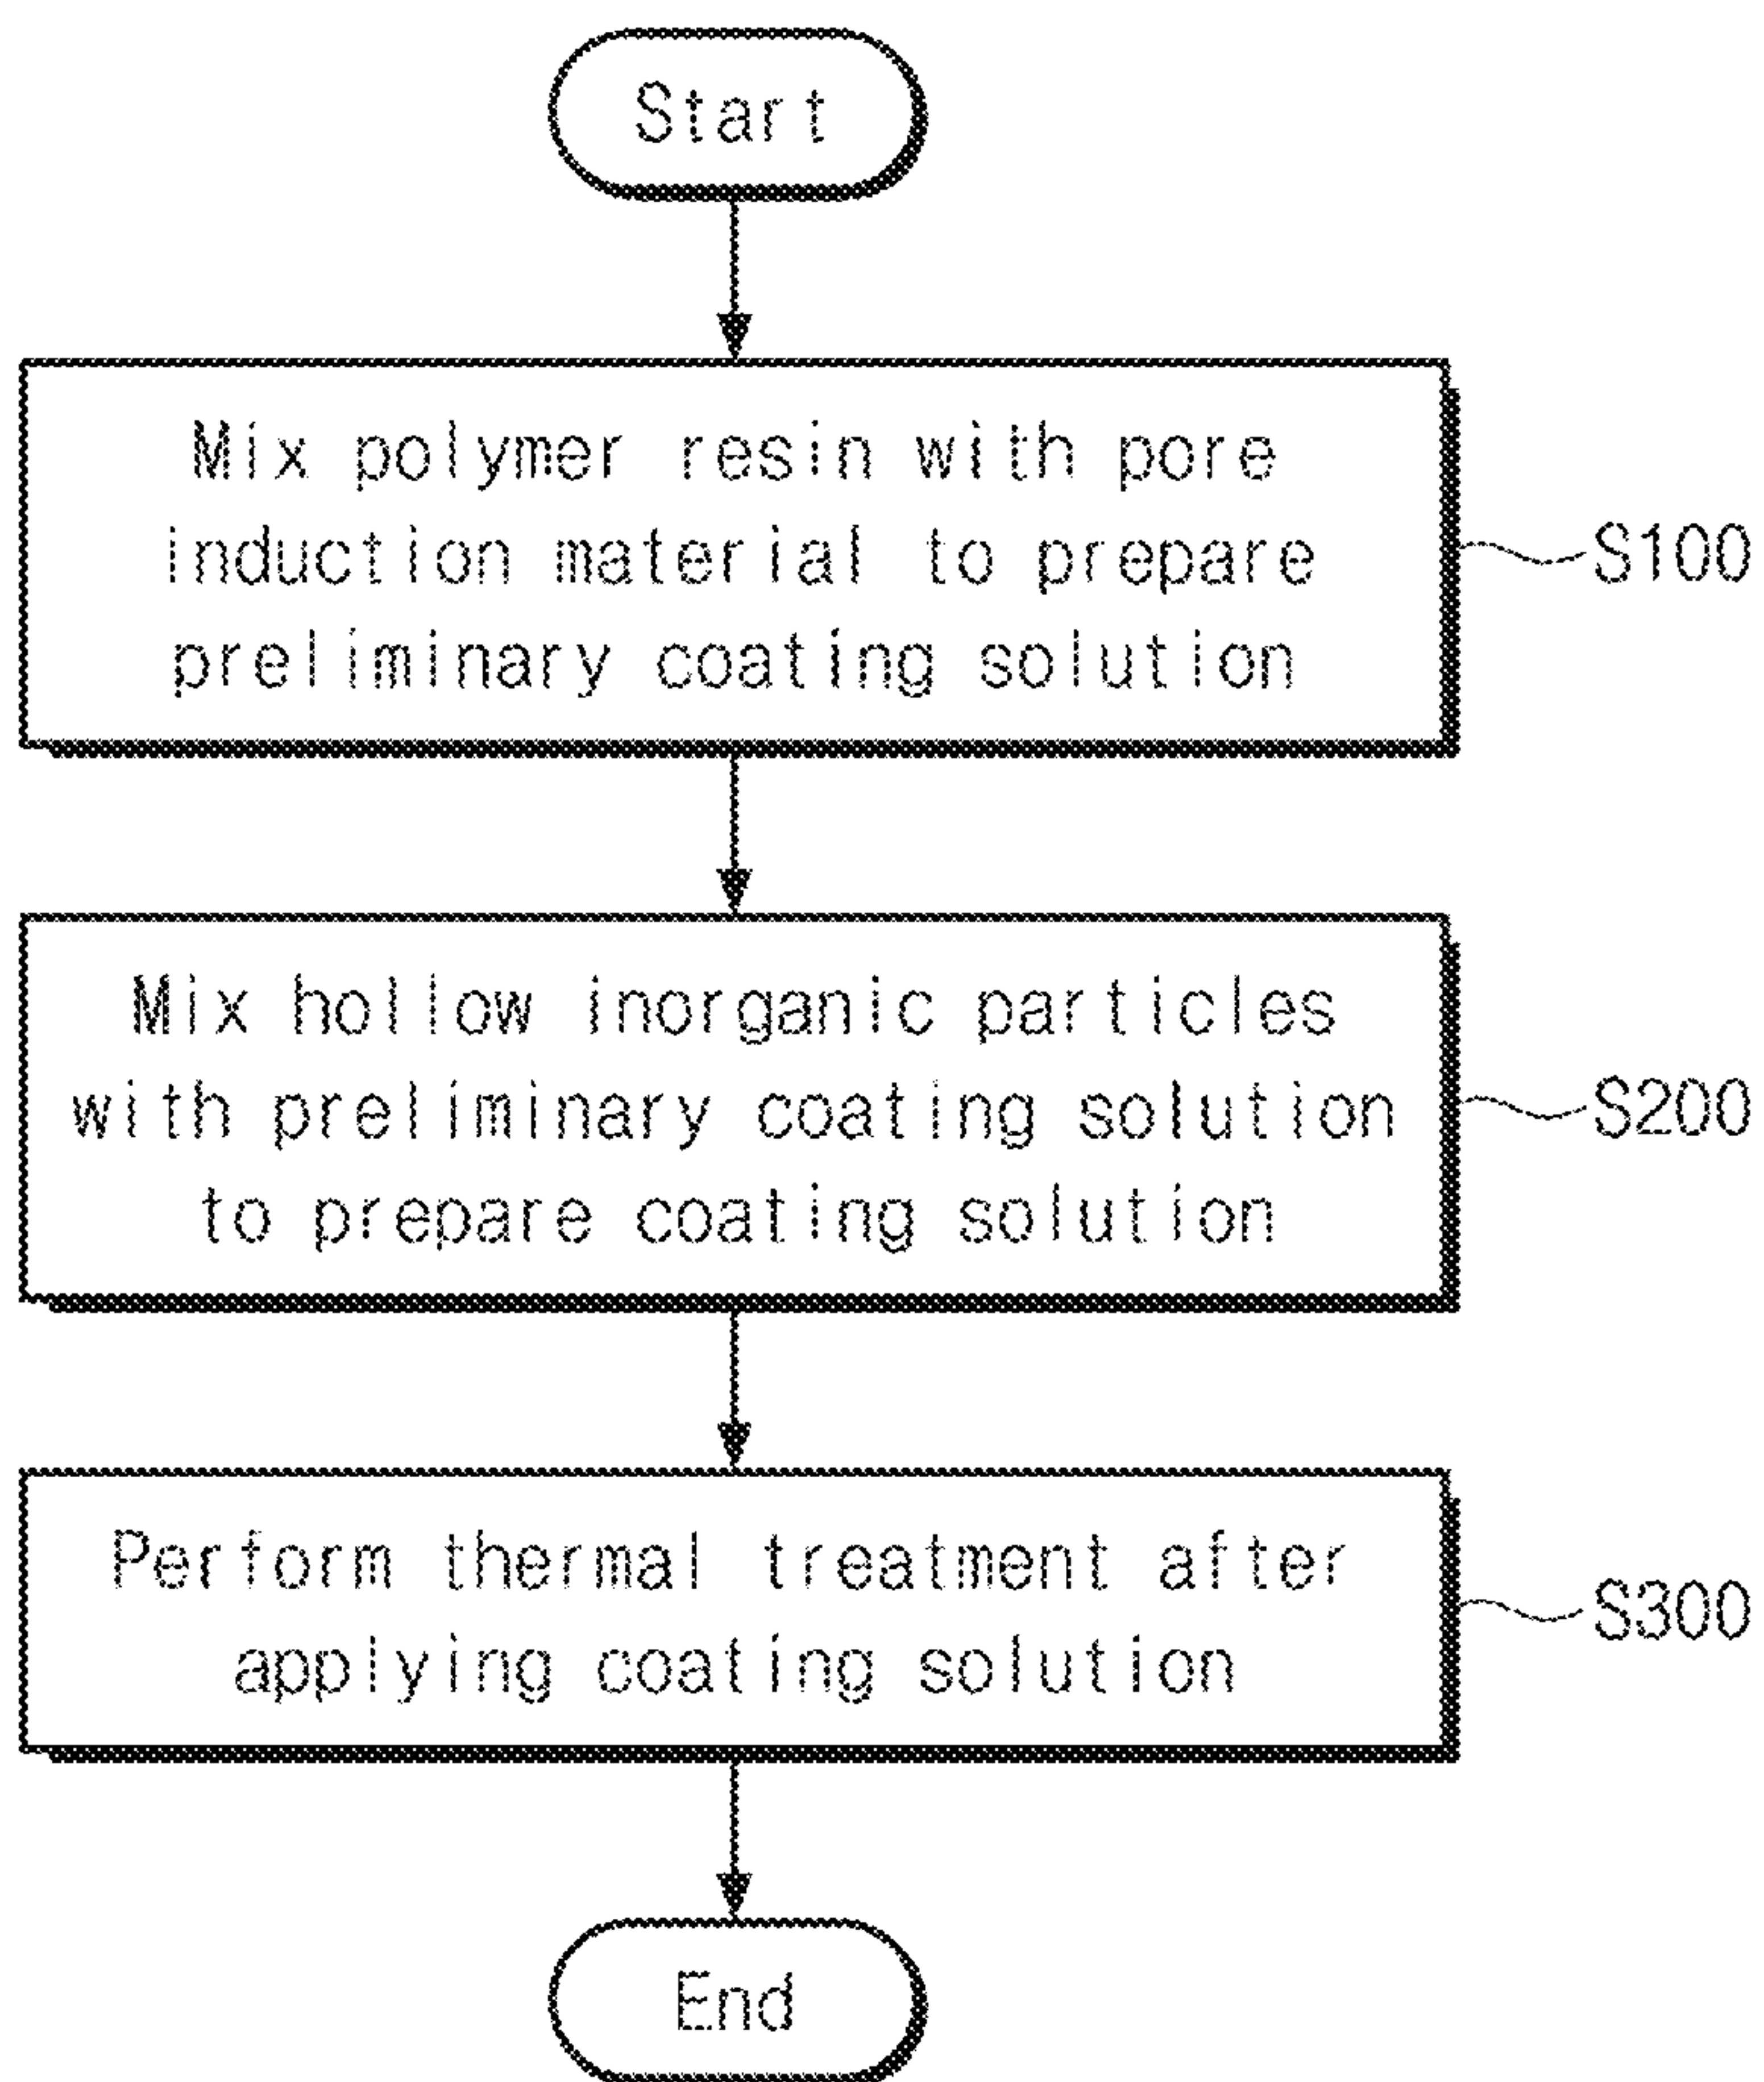 Start
Mix polymer resin with pore
induction material to prepare
preliminary coating solution
S100
Mix hollow inorganic particles
with preliminary coating solution
to prepare coating solution
S200
Perform thermal treatment after
applying coating solution
S300
End